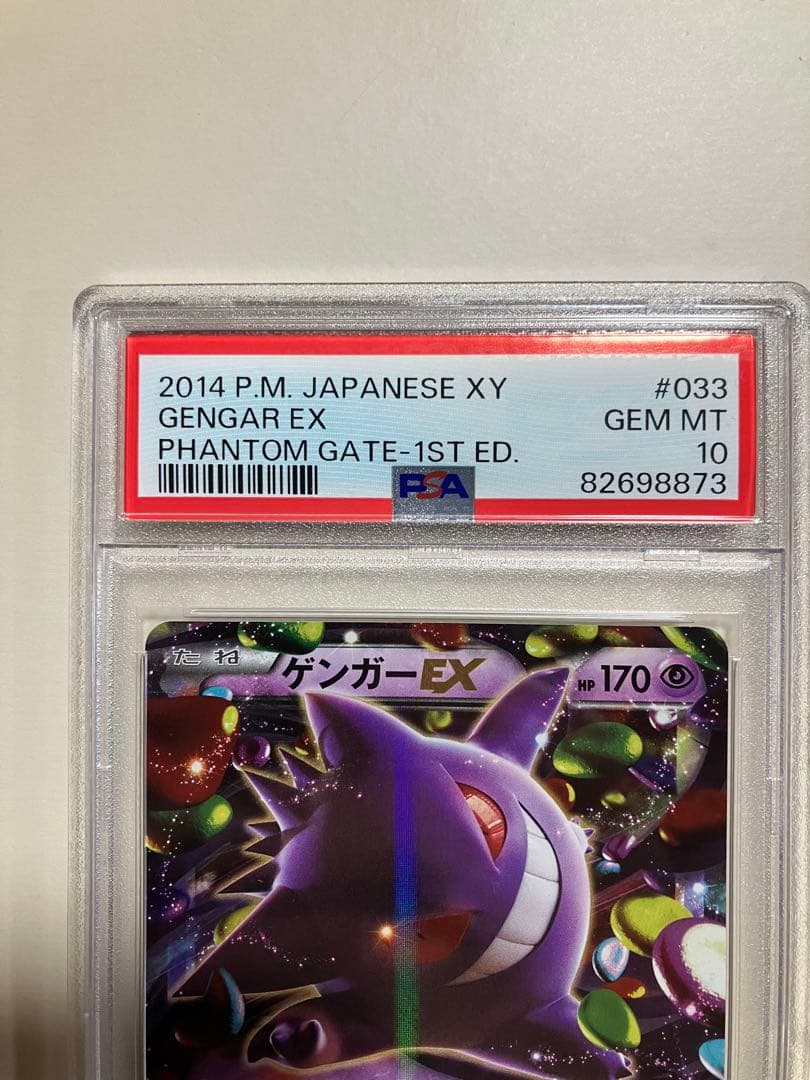 2014 P.M. JAPANESE XY #033
GENGAR EX GEM MT
PHANTOM GATE-1ST ED. 10
PSA 82698873
たね ゲンガーEX HP 170